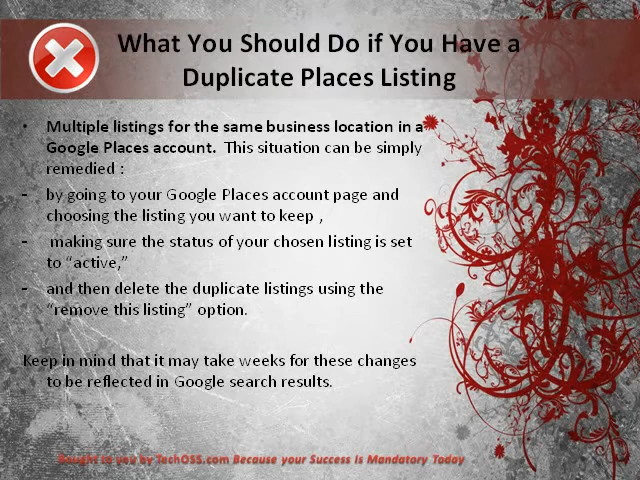 What You Should Do if You Have a
Duplicate Places Listing
• Multiple listings for the same business location in a
Google Places account. This situation can be simply
remedied :
- by going to your Google Places account page and
choosing the listing you want to keep ,
- making sure the status of your chosen listing is set
to “active,”
- and then delete the duplicate listings using the
“remove this listing” option.
Keep in mind that it may take weeks for these changes
to be reflected in Google search results.
Bought to you by TechOSS.com Because your Success Is Mandatory Today